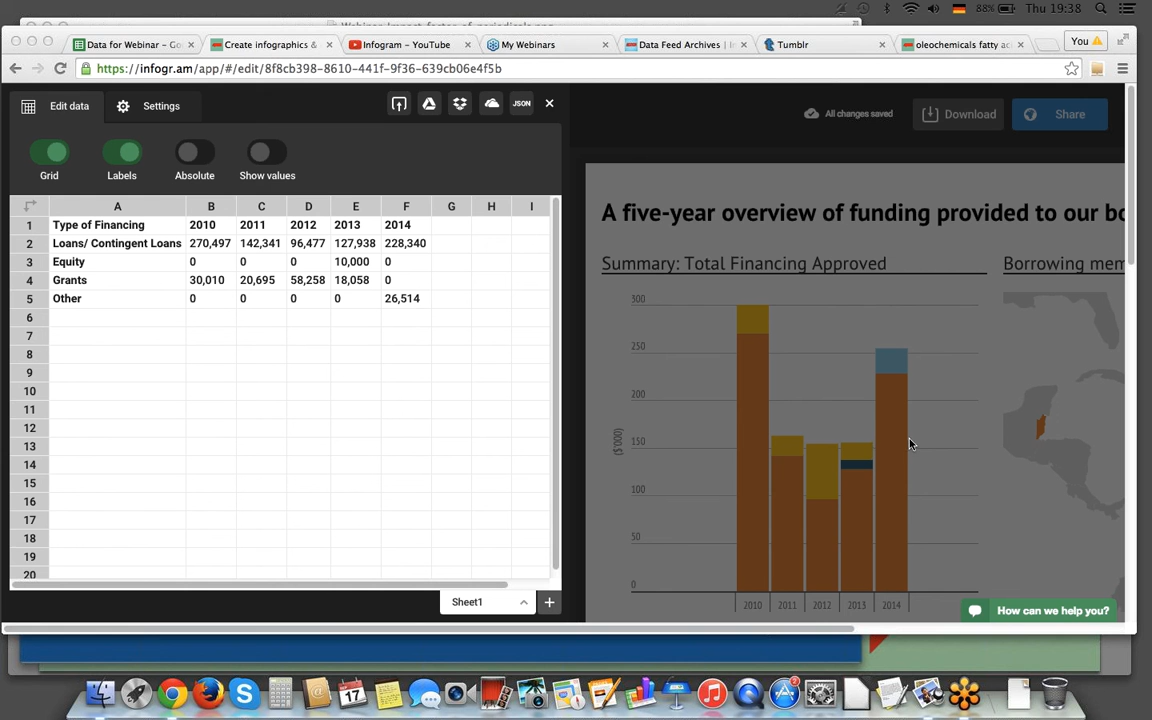 88%
Thu 19:38
Data for Webinar - Go
Create infographics &
Infogram - YouTube
My Webinars
Data Feed Archives | In
Tumblr
oleochemicals fatty ac
You
https://infogr.am/app/#/edit/8f8cb398-8610-441f-9f36-639cb06e4f5b
Edit data
Settings
JSON
All changes saved
Download
Share
Grid
Labels
Absolute
Show values
A B C D E F G H I
1 Type of Financing 2010 2011 2012 2013 2014
2 Loans/ Contingent Loans 270,497 142,341 96,477 127,938 228,340
3 Equity 0 0 0 10,000 0
4 Grants 30,010 20,695 58,258 18,058 0
5 Other 0 0 0 0 26,514
6
7
8
9
10
11
12
13
14
15
16
17
18
19
20
Sheet1
A five-year overview of funding provided to our bo
Summary: Total Financing Approved
Borrowing mem
300
250
200
150
100
50
0
($'000)
2010 2011 2012 2013 2014
How can we help you?
17
2